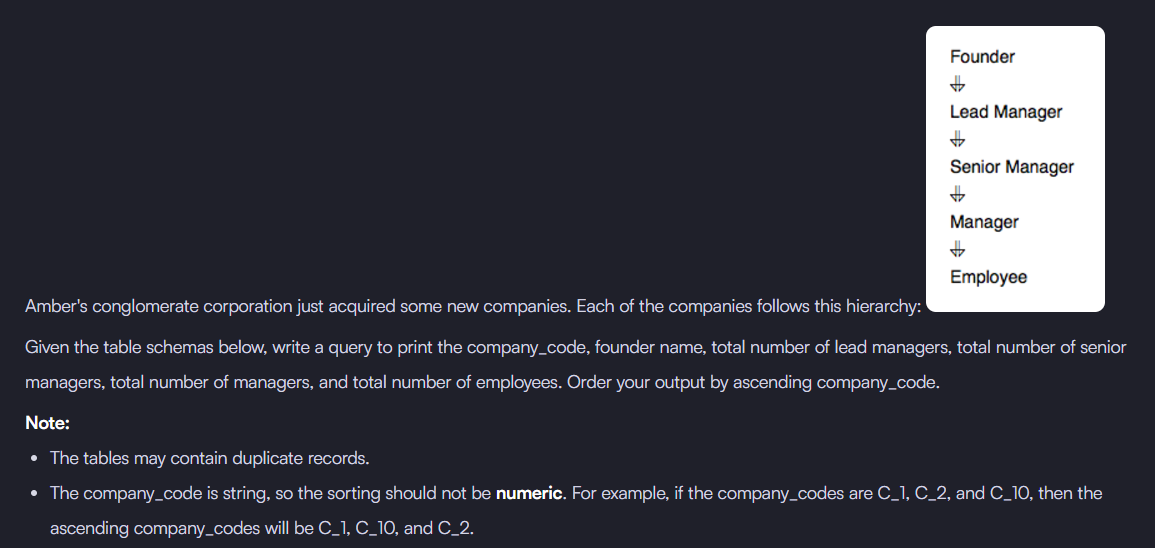 Founder
Lead Manager
Senior Manager
Manager
Employee
Amber's conglomerate corporation just acquired some new companies. Each of the companies follows this hierarchy:
Given the table schemas below, write a query to print the company_code, founder name, total number of lead managers, total number of senior
managers, total number of managers, and total number of employees. Order your output by ascending company_code.
Note:
• The tables may contain duplicate records.
• The company_code is string, so the sorting should not be numeric. For example, if the company_codes are C_1, C_2, and C_10, then the
ascending company_codes will be C_1, C_10, and C_2.